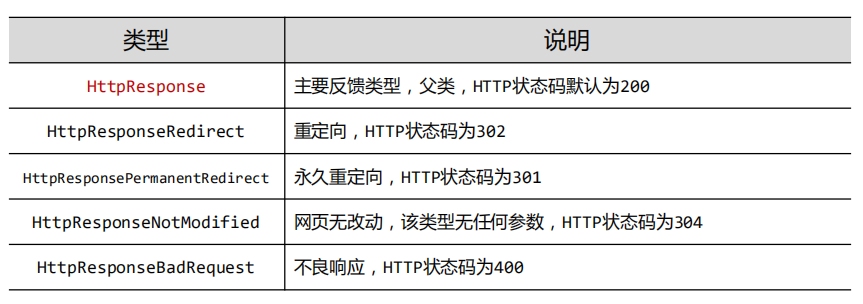 类型 说明
HttpResponse 主要反馈类型，父类，HTTP状态码默认为200
HttpResponseRedirect 重定向，HTTP状态码为302
HttpResponsePermanentRedirect 永久重定向，HTTP状态码为301
HttpResponseNotModified 网页无改动，该类型无任何参数，HTTP状态码为304
HttpResponseBadRequest 不良响应，HTTP状态码为400